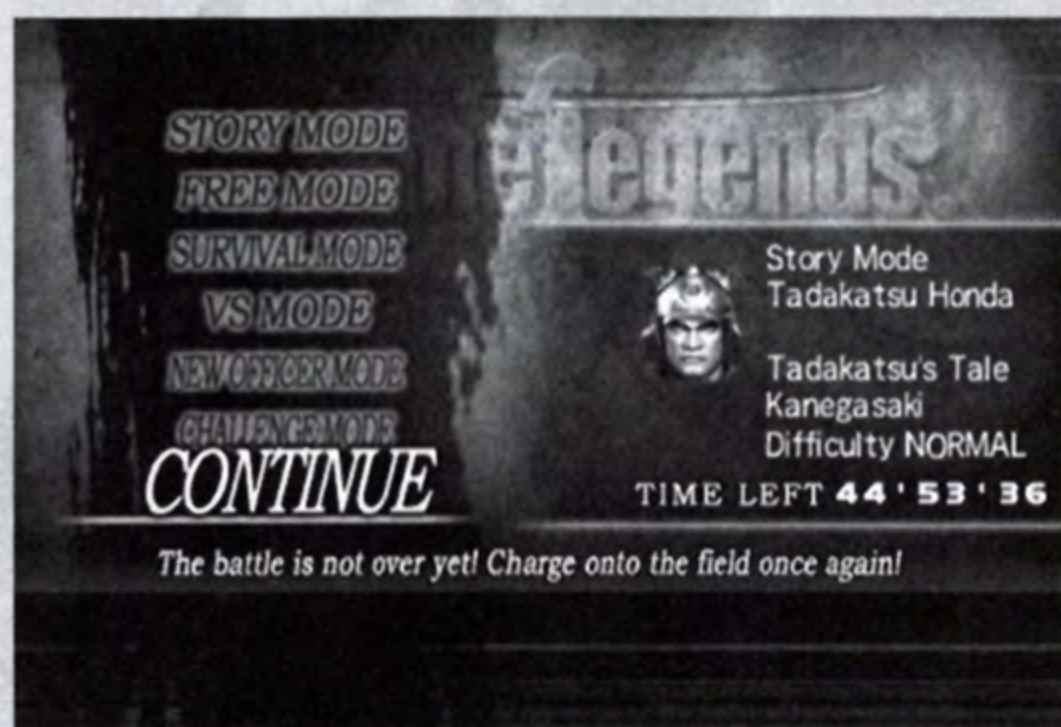 STORY MODE
FREE MODE
SURVIVAL MODE
VS MODE
NEW OFFICER MODE
CHALLENGE MODE
CONTINUE
legends.
Story Mode
Tadakatsu Honda
Tadakatsu's Tale
Kanegasaki
Difficulty NORMAL
TIME LEFT 44'53'36
The battle is not over yet! Charge onto the field once again!